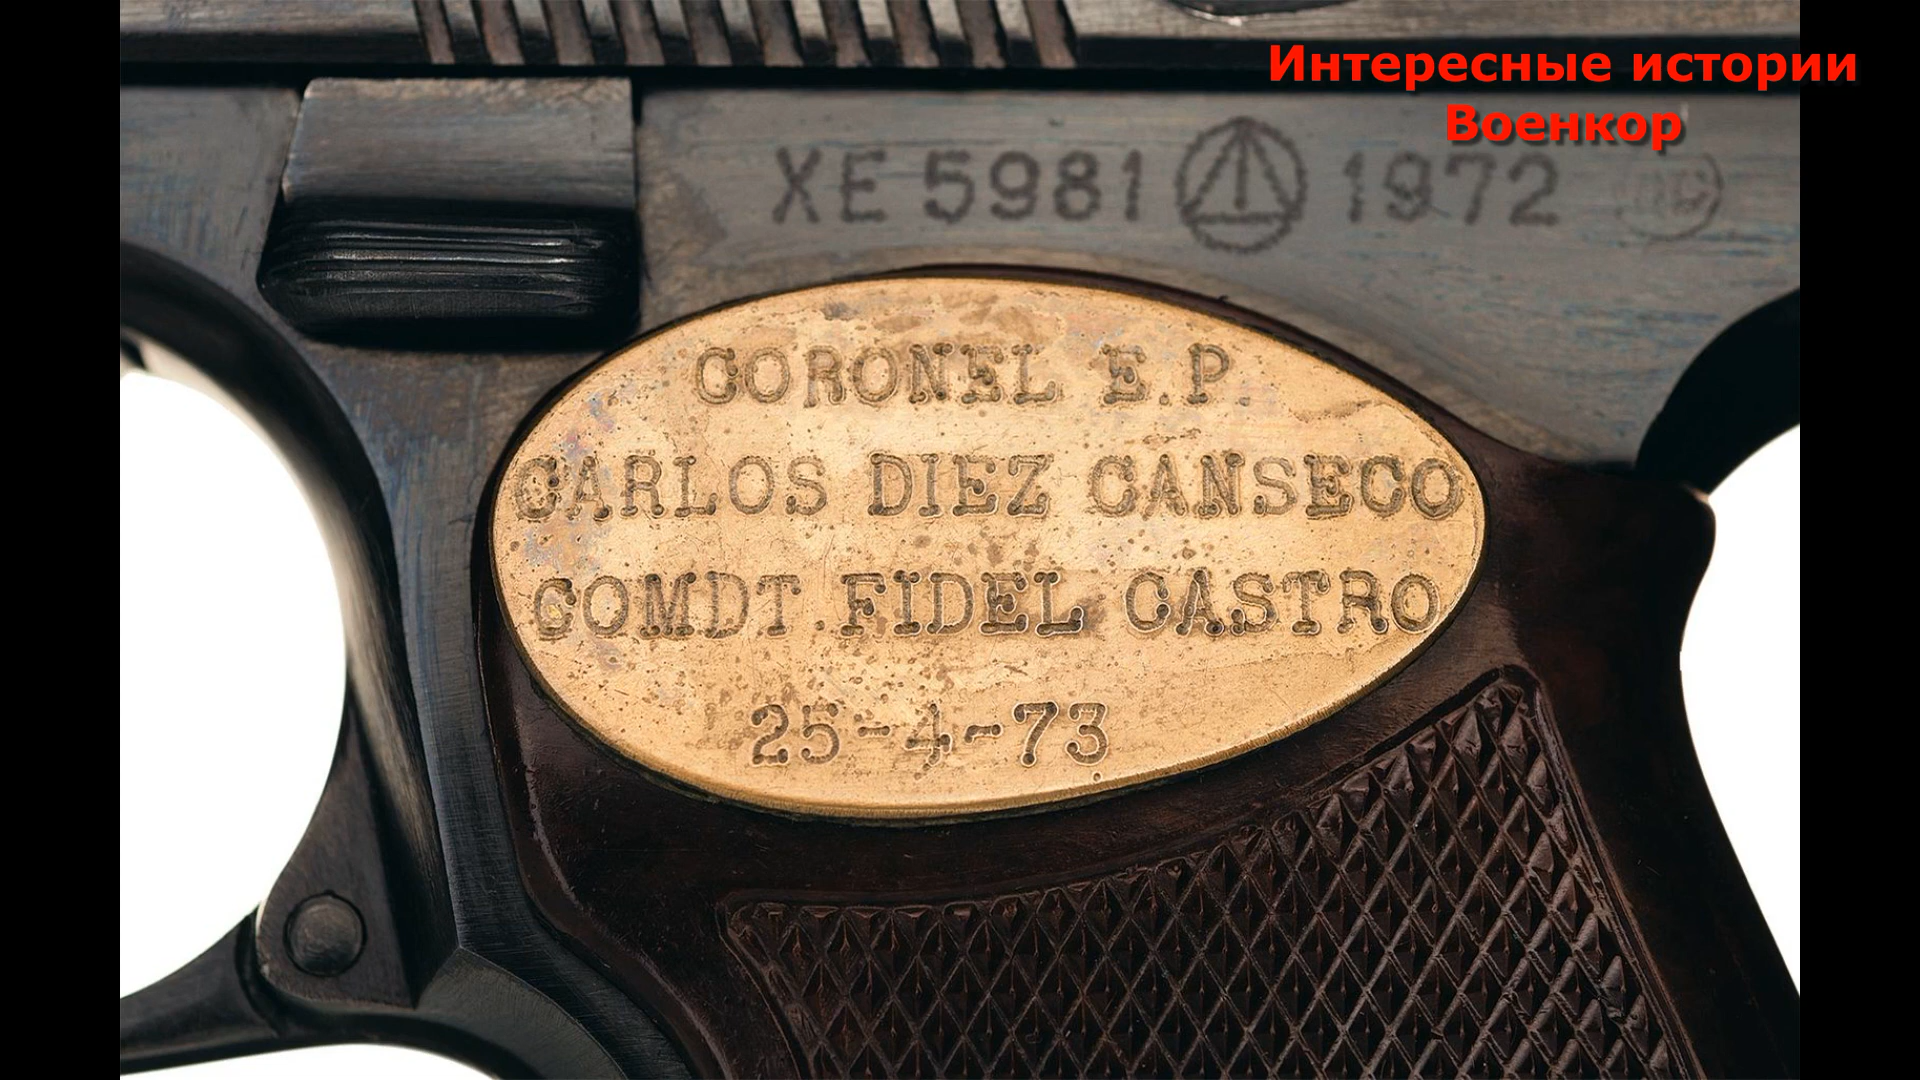 Интересные истории
Военкор
XE 5981 1972
CORONEL E.P.
CARLOS DIEZ CANSECO
COMDT. FIDEL CASTRO
25-4-73